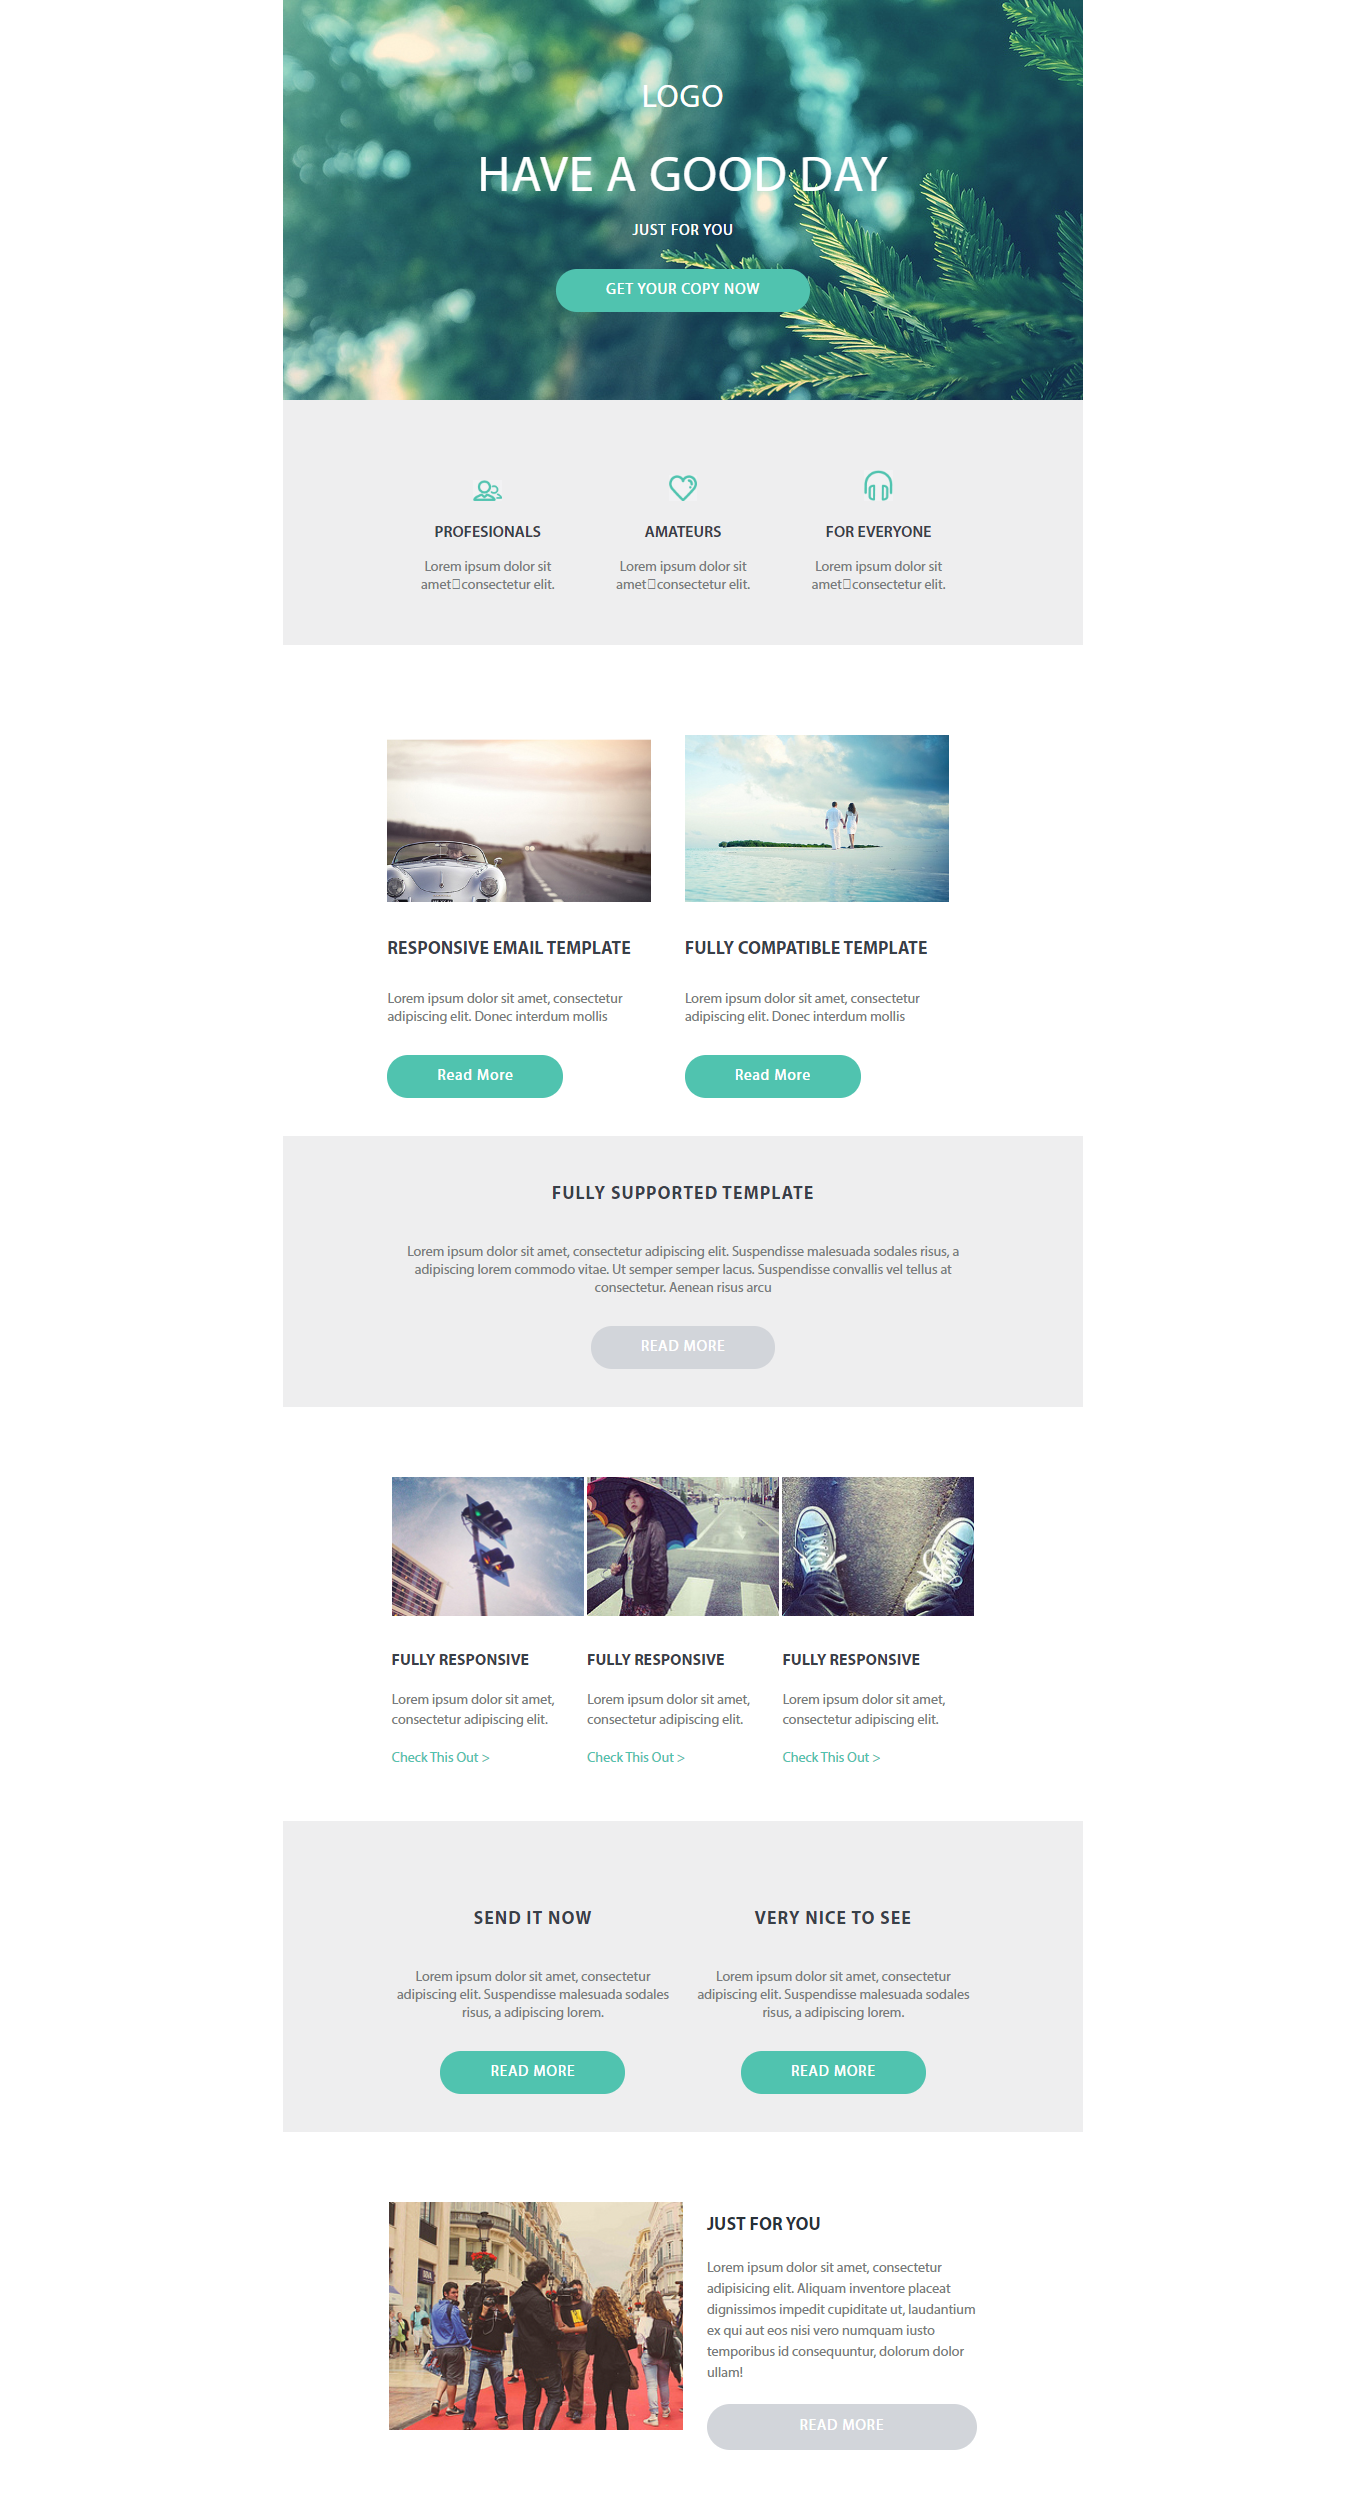 LOGO
HAVE A GOOD DAY
JUST FOR YOU
GET YOUR COPY NOW
PROFESIONALS
Lorem ipsum dolor sit
amet□consectetur elit.
AMATEURS
Lorem ipsum dolor sit
amet□consectetur elit.
FOR EVERYONE
Lorem ipsum dolor sit
amet□consectetur elit.
RESPONSIVE EMAIL TEMPLATE
Lorem ipsum dolor sit amet, consectetur
adipiscing elit. Donec interdum mollis
Read More
FULLY COMPATIBLE TEMPLATE
Lorem ipsum dolor sit amet, consectetur
adipiscing elit. Donec interdum mollis
Read More
FULLY SUPPORTED TEMPLATE
Lorem ipsum dolor sit amet, consectetur adipiscing elit. Suspendisse malesuada sodales risus, a
adipiscing lorem commodo vitae. Ut semper semper lacus. Suspendisse convallis vel tellus at
consectetur. Aenean risus arcu
READ MORE
FULLY RESPONSIVE
Lorem ipsum dolor sit amet,
consectetur adipiscing elit.
Check This Out >
FULLY RESPONSIVE
Lorem ipsum dolor sit amet,
consectetur adipiscing elit.
Check This Out >
FULLY RESPONSIVE
Lorem ipsum dolor sit amet,
consectetur adipiscing elit.
Check This Out >
SEND IT NOW
Lorem ipsum dolor sit amet, consectetur
adipiscing elit. Suspendisse malesuada sodales
risus, a adipiscing lorem.
READ MORE
VERY NICE TO SEE
Lorem ipsum dolor sit amet, consectetur
adipiscing elit. Suspendisse malesuada sodales
risus, a adipiscing lorem.
READ MORE
JUST FOR YOU
Lorem ipsum dolor sit amet, consectetur
adipisicing elit. Aliquam inventore placeat
dignissimos impedit cupiditate ut, laudantium
ex qui aut eos nisi vero numquam iusto
temporibus id consequuntur, dolorum dolor
ullam!
READ MORE